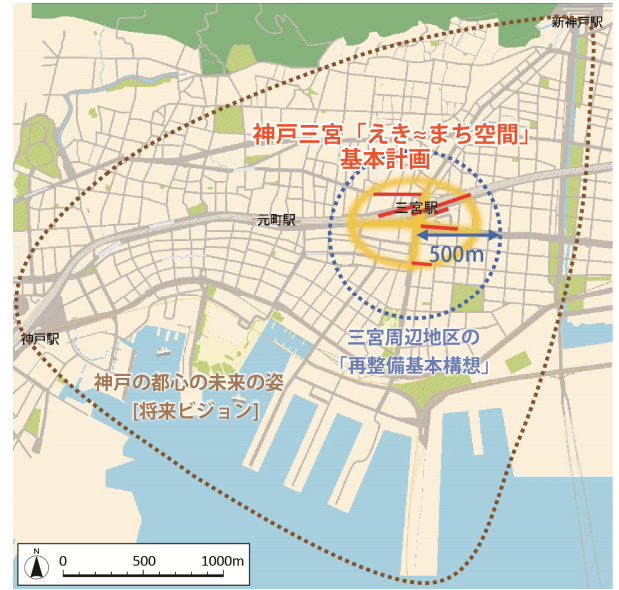 新神戸駅
神戸三宮「えき≈まち空間」
基本計画
三宮駅
元町駅
500m
神戸駅
三宮周辺地区の
「再整備基本構想」
神戸の都心の未来の姿
[将来ビジョン]
N
0 500 1000m